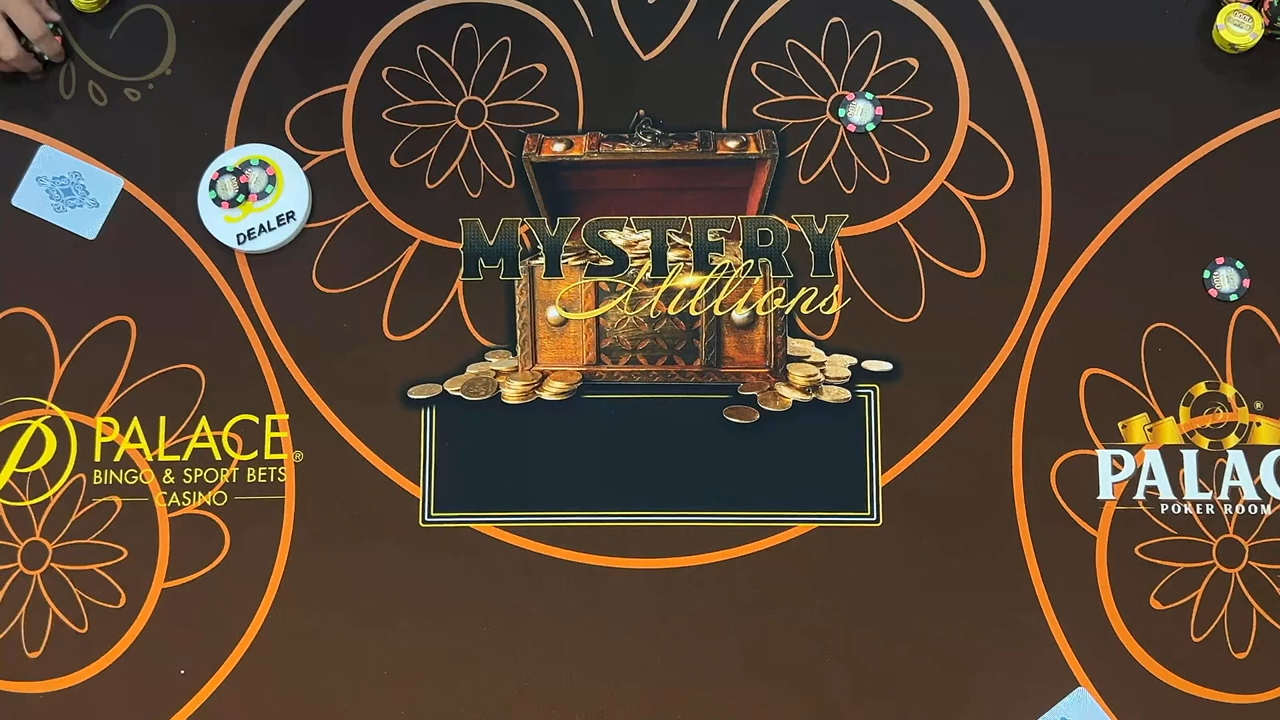 DEALER
MYSTERY
Millions
PALACE®
BINGO & SPORT BETS
CASINO
PALAC
POKER ROOM